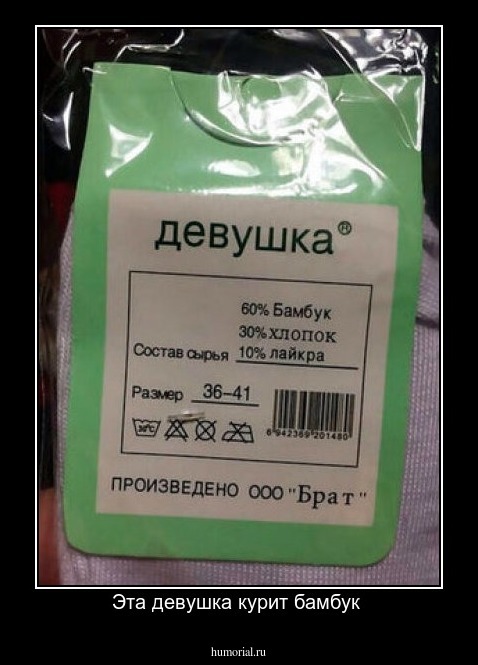 девушка®
60% Бамбук
30% хлопок
Состав сырья 10% лайкра
Размер 36–41
30°C
6 942369 201480
ПРОИЗВЕДЕНО ООО "Брат"
Эта девушка курит бамбук
humorial.ru